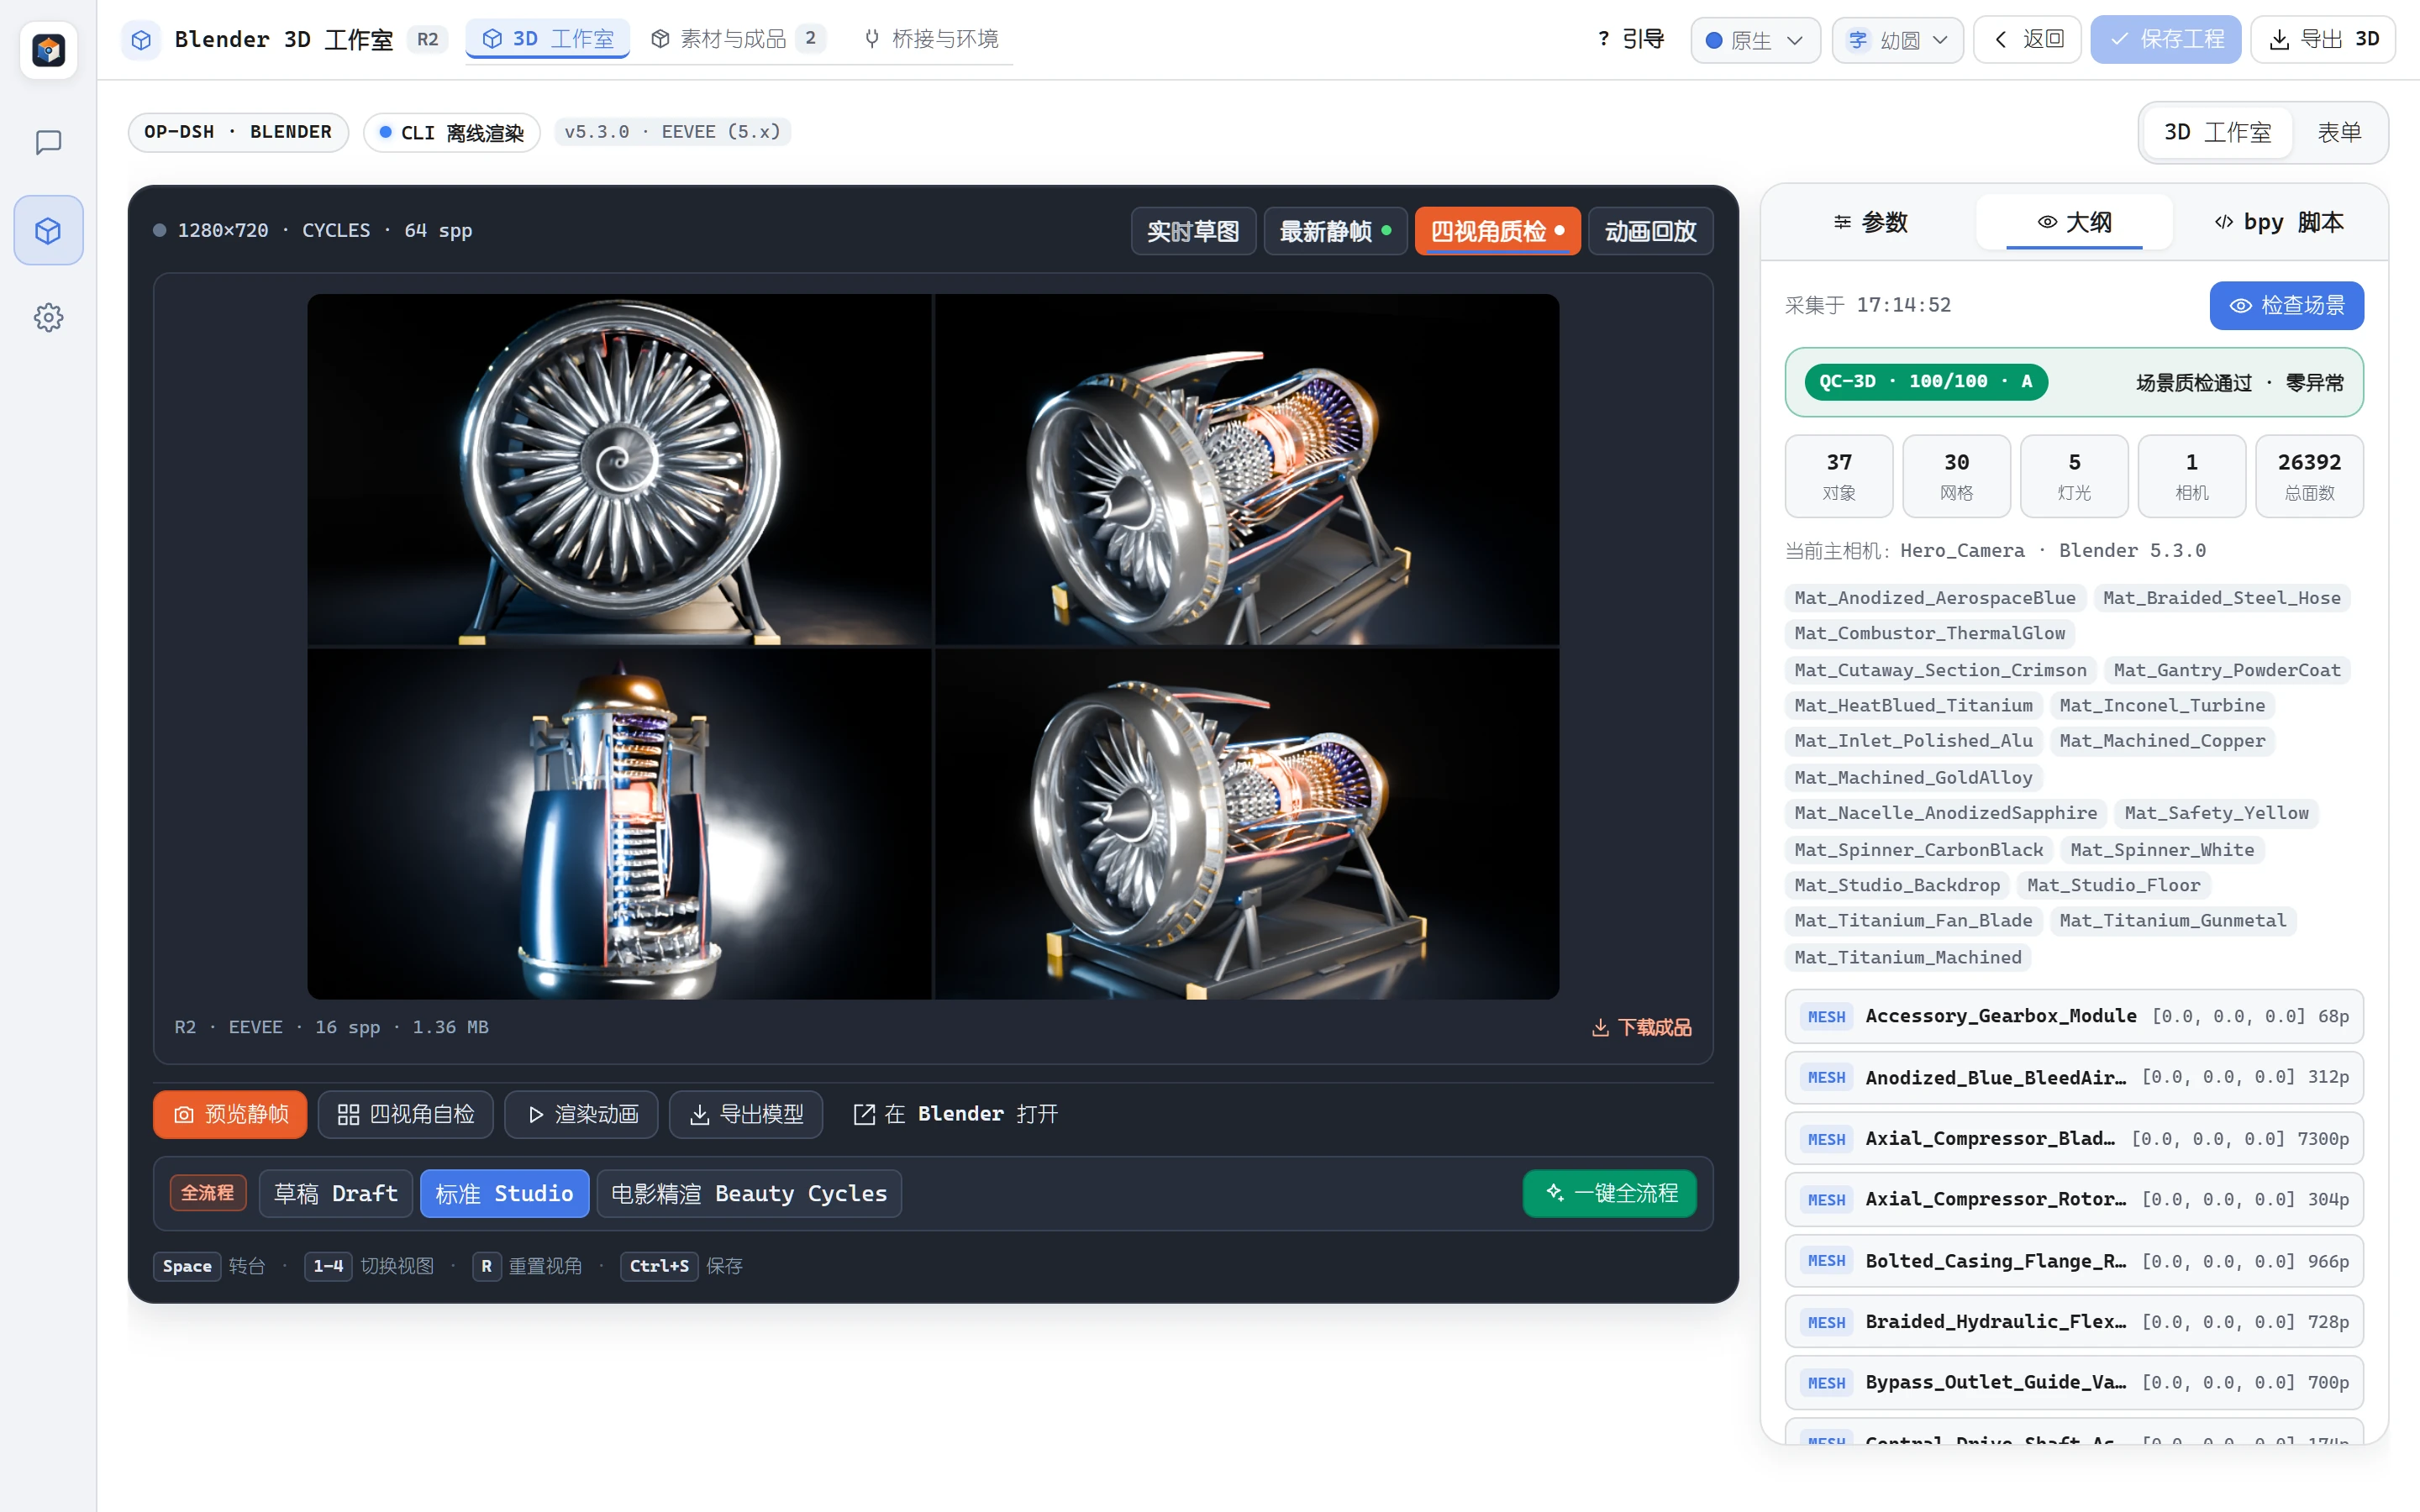 Blender 3D 工作室 R2 3D 工作室 素材与成品 2 桥接与环境 ? 引导 原生 字 幼圆 返回 保存工程 导出 3D
OP-DSH · BLENDER CLI 离线渲染 v5.3.0 · EEVEE (5.x) 3D 工作室 表单
1280×720 · CYCLES · 64 spp 实时草图 最新静帧 四视角质检 动画回放
R2 · EEVEE · 16 spp · 1.36 MB 下载成品
预览静帧 四视角自检 渲染动画 导出模型 在 Blender 打开
全流程 草稿 Draft 标准 Studio 电影精渲 Beauty Cycles 一键全流程
Space 转台 · 1-4 切换视图 · R 重置视角 · Ctrl+S 保存
参数 大纲 bpy 脚本
采集于 17:14:52 检查场景
QC-3D · 100/100 · A 场景质检通过 · 零异常
37 30 5 1 26392
对象 网格 灯光 相机 总面数
当前主相机: Hero_Camera · Blender 5.3.0
Mat_Anodized_AerospaceBlue Mat_Braided_Steel_Hose
Mat_Combustor_ThermalGlow
Mat_Cutaway_Section_Crimson Mat_Gantry_PowderCoat
Mat_HeatBlued_Titanium Mat_Inconel_Turbine
Mat_Inlet_Polished_Alu Mat_Machined_Copper
Mat_Machined_GoldAlloy
Mat_Nacelle_AnodizedSapphire Mat_Safety_Yellow
Mat_Spinner_CarbonBlack Mat_Spinner_White
Mat_Studio_Backdrop Mat_Studio_Floor
Mat_Titanium_Fan_Blade Mat_Titanium_Gunmetal
Mat_Titanium_Machined
MESH Accessory_Gearbox_Module [0.0, 0.0, 0.0] 68p
MESH Anodized_Blue_BleedAir… [0.0, 0.0, 0.0] 312p
MESH Axial_Compressor_Blad… [0.0, 0.0, 0.0] 7300p
MESH Axial_Compressor_Rotor… [0.0, 0.0, 0.0] 304p
MESH Bolted_Casing_Flange_R… [0.0, 0.0, 0.0] 966p
MESH Braided_Hydraulic_Flex… [0.0, 0.0, 0.0] 728p
MESH Bypass_Outlet_Guide_Va… [0.0, 0.0, 0.0] 700p